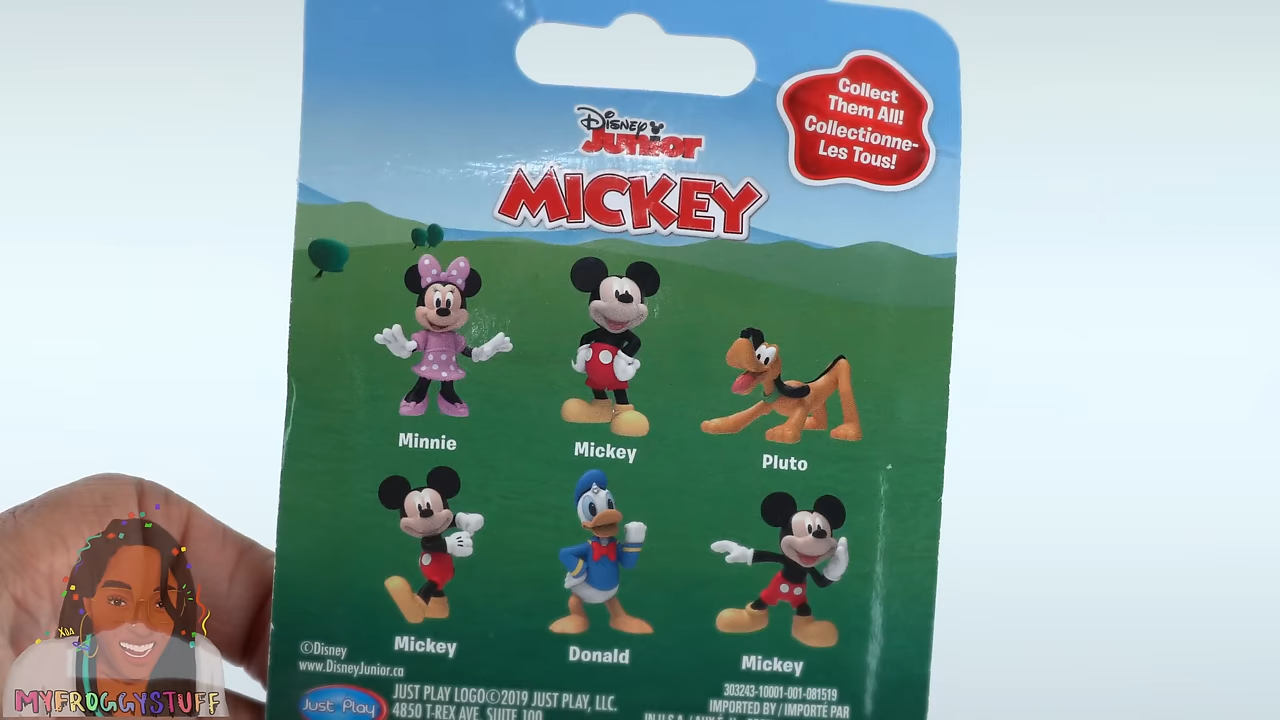 Collect
Them All!
Collectionne-
Les Tous!
Disney
Junior
MICKEY
Minnie
Mickey
Pluto
Mickey
Donald
Mickey
©Disney
www.DisneyJunior.ca
Just Play
JUST PLAY LOGO©2019 JUST PLAY, LLC.
4850 T-REX AVE, SUITE 100
303243-10001-001-081519
IMPORTED BY / IMPORTÉ PAR
XOA
MYFROGGYSTUFF